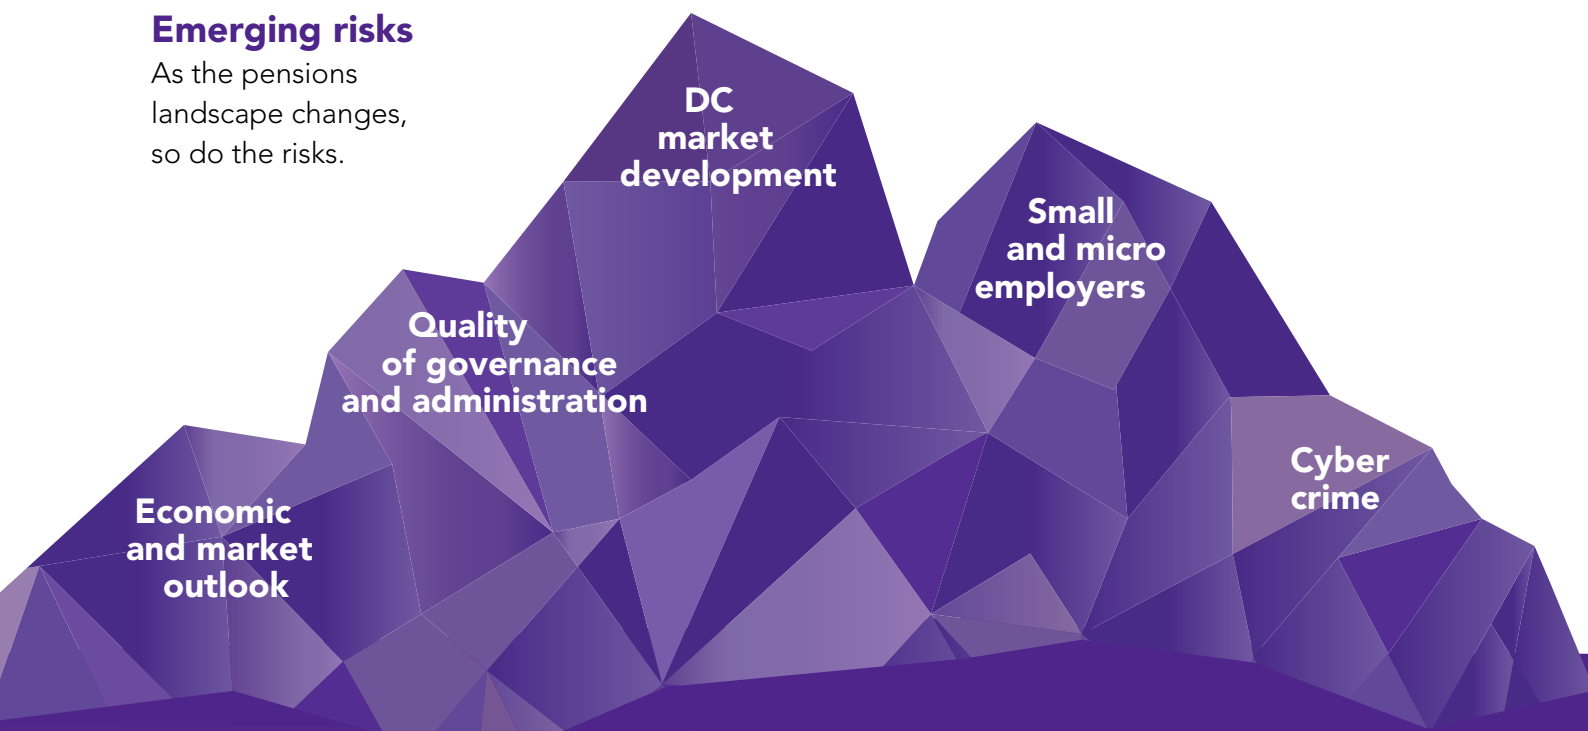 Emerging risks
As the pensions
landscape changes,
so do the risks.
DC
market
development
Small
and micro
employers
Quality
of governance
and administration
Cyber
crime
Economic
and market
outlook